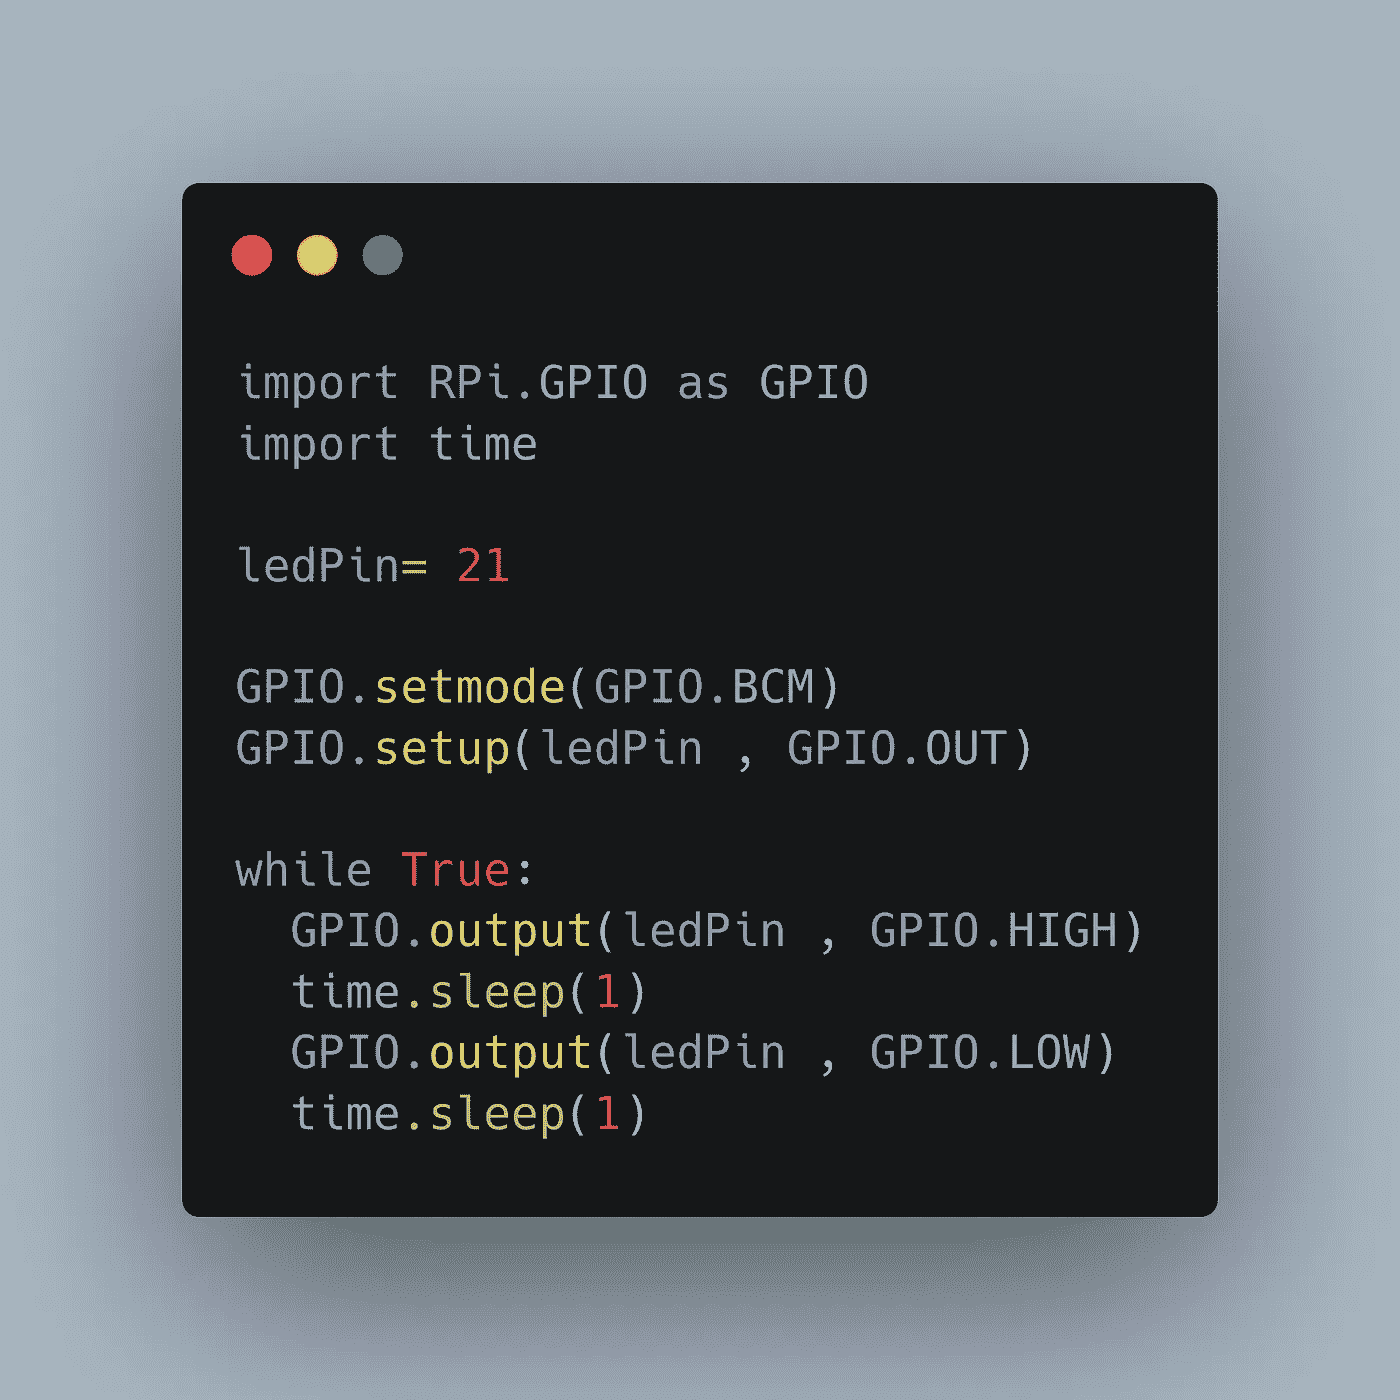 import RPi.GPIO as GPIO
import time
ledPin= 21
GPIO.setmode(GPIO.BCM)
GPIO.setup(ledPin , GPIO.OUT)
while True:
  GPIO.output(ledPin , GPIO.HIGH)
  time.sleep(1)
  GPIO.output(ledPin , GPIO.LOW)
  time.sleep(1)